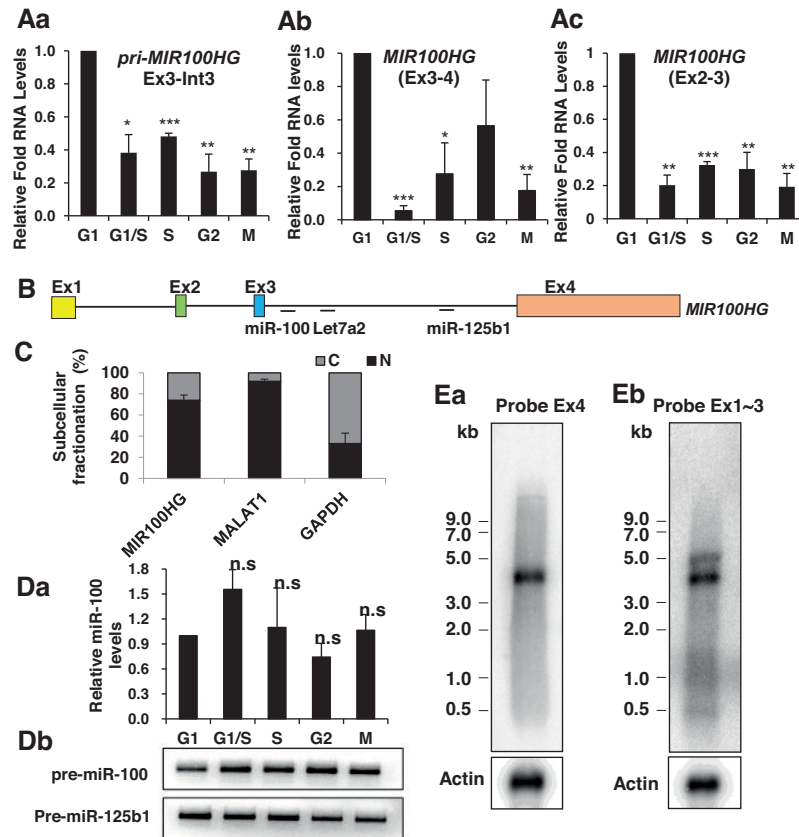 Aa
pri-MIR100HG
Ex3-Int3
Relative Fold RNA Levels
1.0
0.8
0.6
0.4
0.2
0.0
*
***
**
**
G1 G1/S S G2 M
Ab
MIR100HG
(Ex3-4)
Relative Fold RNA levels
1.0
0.8
0.6
0.4
0.2
0.0
***
*
**
G1 G1/S S G2 M
Ac
MIR100HG
(Ex2-3)
Relative Fold RNA levels
1
0.8
0.6
0.4
0.2
0
**
***
**
**
G1 G1/S S G2 M
B
Ex1 Ex2 Ex3 Ex4
MIR100HG
miR-100 Let7a2 miR-125b1
C
C N
Subcellular
fractionation (%)
100
80
60
40
20
0
MIR100HG MALAT1 GAPDH
Da
Relative miR-100
levels
1.8
1.5
1.2
0.9
0.6
0.3
0.0
n.s n.s n.s n.s
Db
G1 G1/S S G2 M
pre-miR-100
Pre-miR-125b1
Ea
Probe Ex4
kb
9.0
7.0
5.0
3.0
2.0
1.0
0.5
Actin
Eb
Probe Ex1~3
kb
9.0
7.0
5.0
3.0
2.0
1.0
0.5
Actin